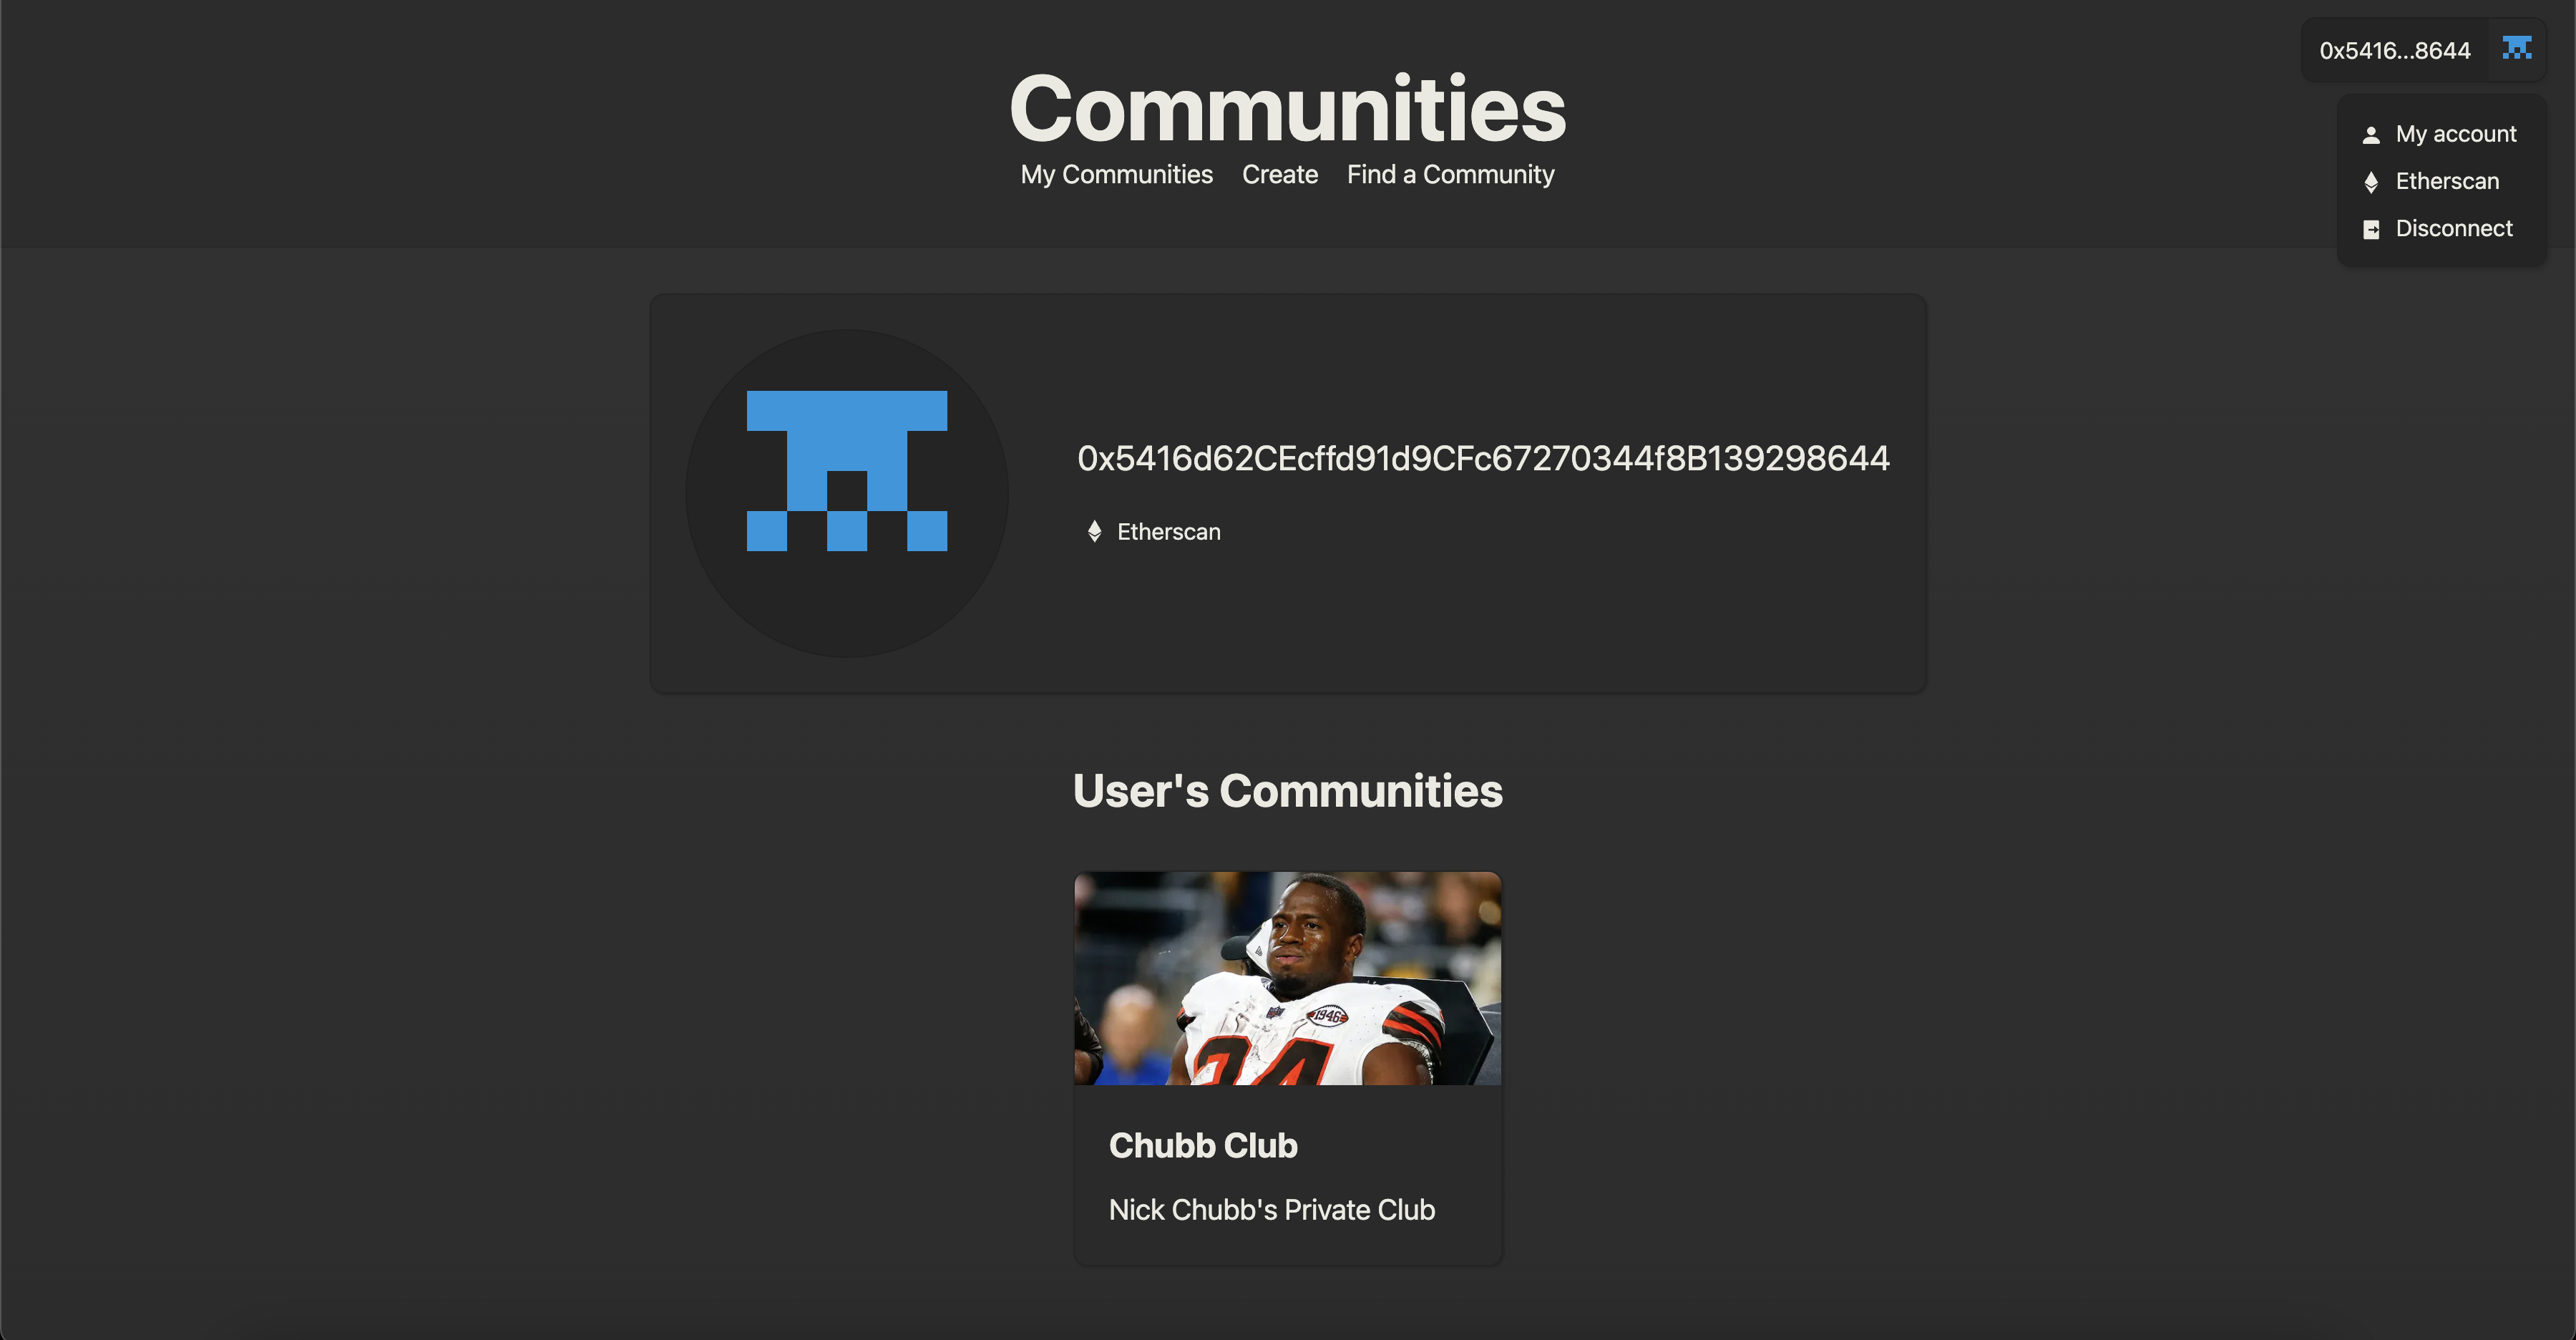 0x5416...8644
Communities
My Communities Create Find a Community
My account
Etherscan
Disconnect
0x5416d62CEcffd91d9CFc67270344f8B139298644
Etherscan
User's Communities
1946
24
Chubb Club
Nick Chubb's Private Club